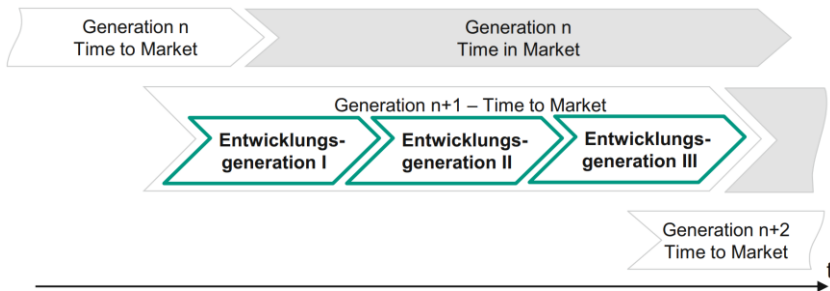 Generation n
Time to Market
Generation n
Time in Market
Generation n+1 – Time to Market
Entwicklungs-
generation I
Entwicklungs-
generation II
Entwicklungs-
generation III
Generation n+2
Time to Market
t